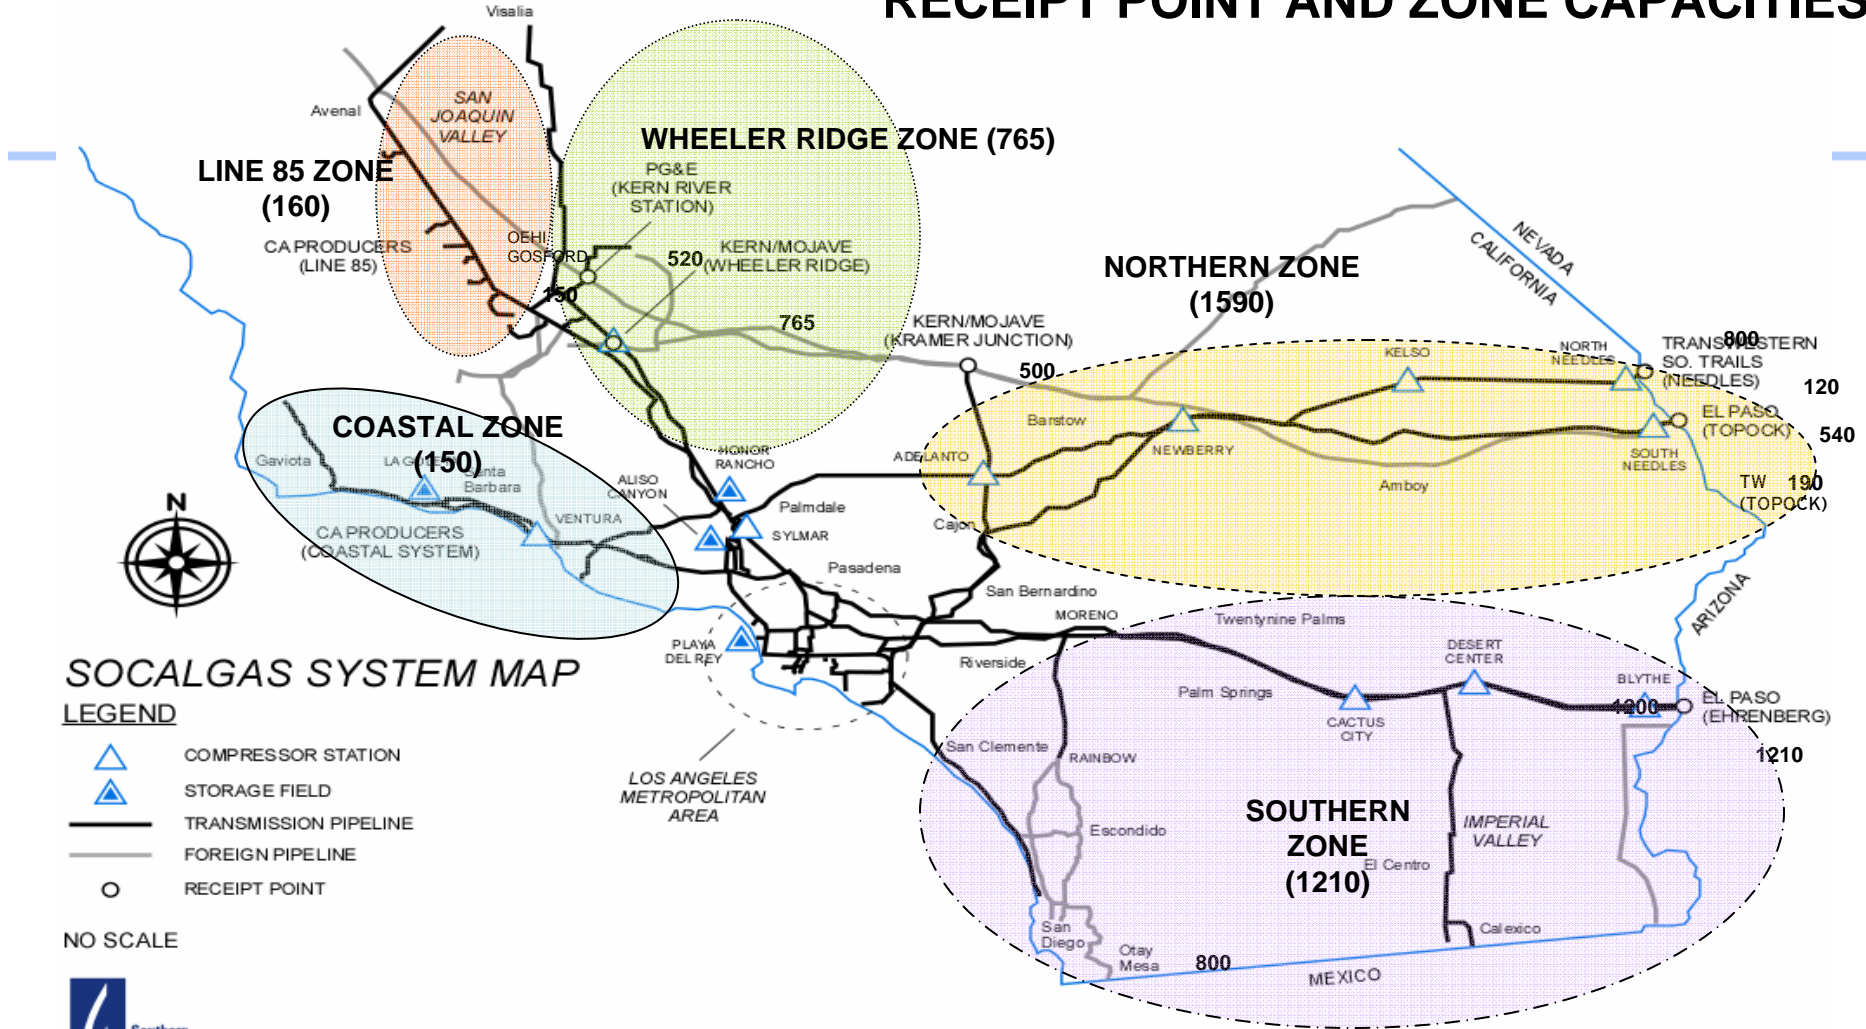 RECEIPT POINT AND ZONE CAPACITIES
Visalia
Avenal
SAN
JOAQUIN
VALLEY
WHEELER RIDGE ZONE (765)
LINE 85 ZONE
(160)
PG&E
(KERN RIVER
STATION)
CA PRODUCERS
(LINE 85)
OEHI
GOSFORD
520
KERN/MOJAVE
(WHEELER RIDGE)
150
765
NORTHERN ZONE
(1590)
NEVADA
CALIFORNIA
KERN/MOJAVE
(KRAMER JUNCTION)
500
KELSO
NORTH
NEEDLES
800
TRANSWESTERN
SO. TRAILS
(NEEDLES)
120
EL PASO
(TOPOCK)
540
Barstow
NEWBERRY
ADELANTO
SOUTH
NEEDLES
Amboy
TW
(TOPOCK)
190
COASTAL ZONE
(150)
Gaviota
LA GOLETA
Santa
Barbara
HONOR
RANCHO
ALISO
CANYON
VENTURA
CA PRODUCERS
(COASTAL SYSTEM)
Palmdale
SYLMAR
Cajon
N
Pasadena
San Bernardino
MORENO
Twentynine Palms
ARIZONA
PLAYA
DEL REY
Riverside
Palm Springs
DESERT
CENTER
BLYTHE
1200
EL PASO
(EHRENBERG)
1210
CACTUS
CITY
SOCALGAS SYSTEM MAP
LEGEND
COMPRESSOR STATION
STORAGE FIELD
TRANSMISSION PIPELINE
FOREIGN PIPELINE
RECEIPT POINT
NO SCALE
LOS ANGELES
METROPOLITAN
AREA
San Clemente
RAINBOW
Escondido
SOUTHERN
ZONE
(1210)
IMPERIAL
VALLEY
El Centro
San
Diego
Otay
Mesa
800
MEXICO
Calexico
Southern